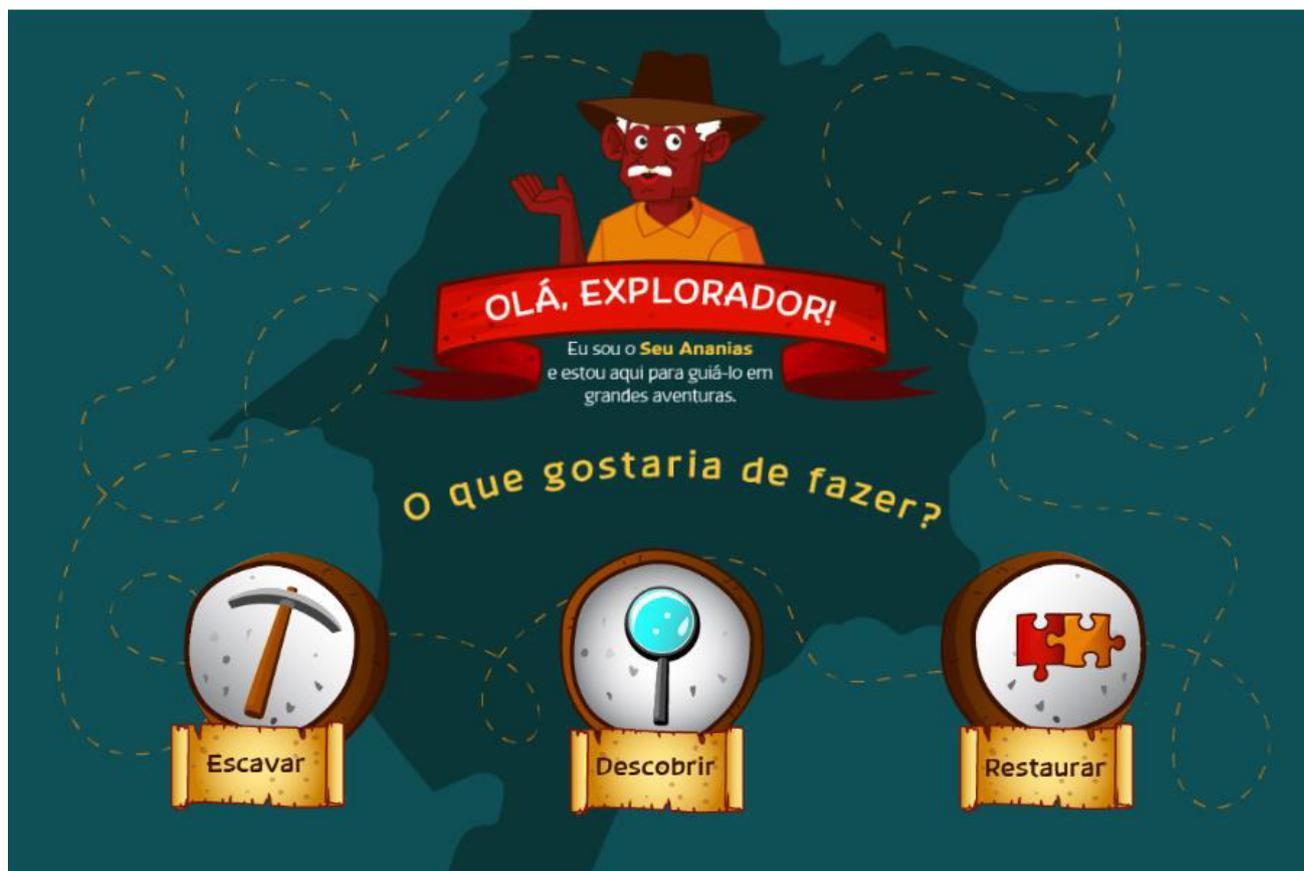 OLÁ, EXPLORADOR!
Eu sou o Seu Ananias
e estou aqui para guiá-lo em
grandes aventuras.
O que gostaria de fazer?
Escavar
Descobrir
Restaurar